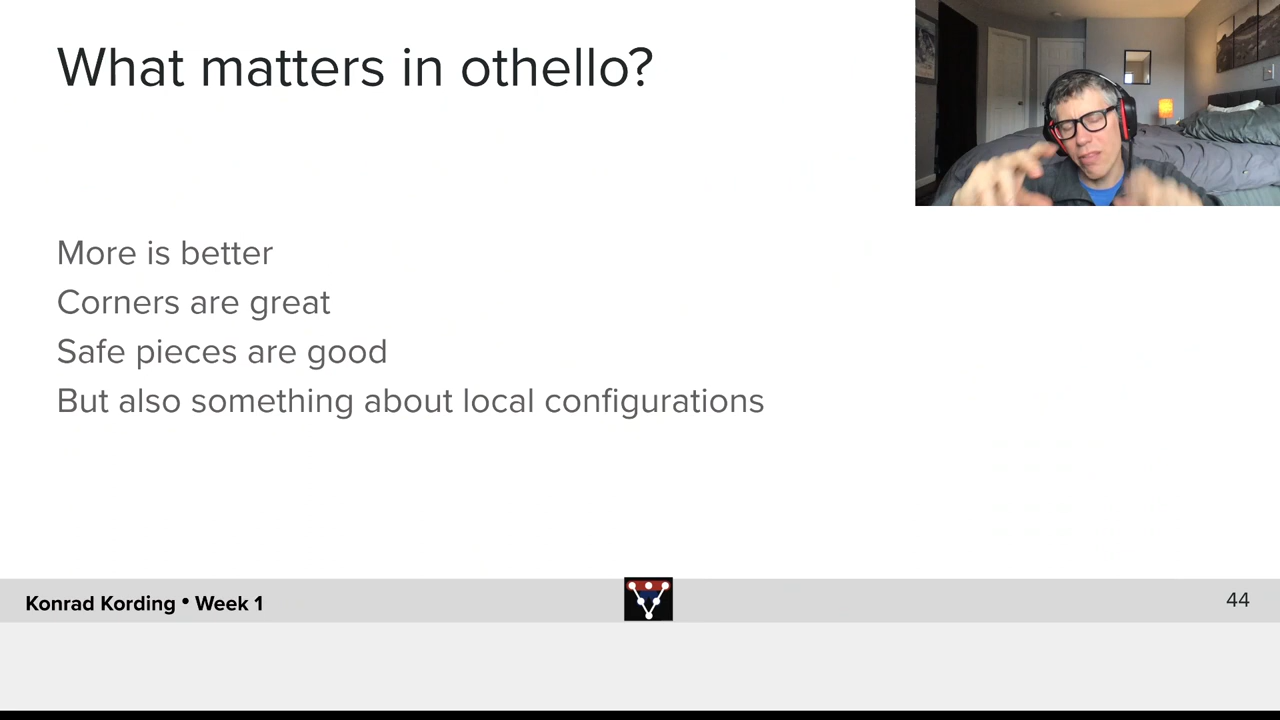 What matters in othello?
More is better
Corners are great
Safe pieces are good
But also something about local configurations
Konrad Kording • Week 1
44